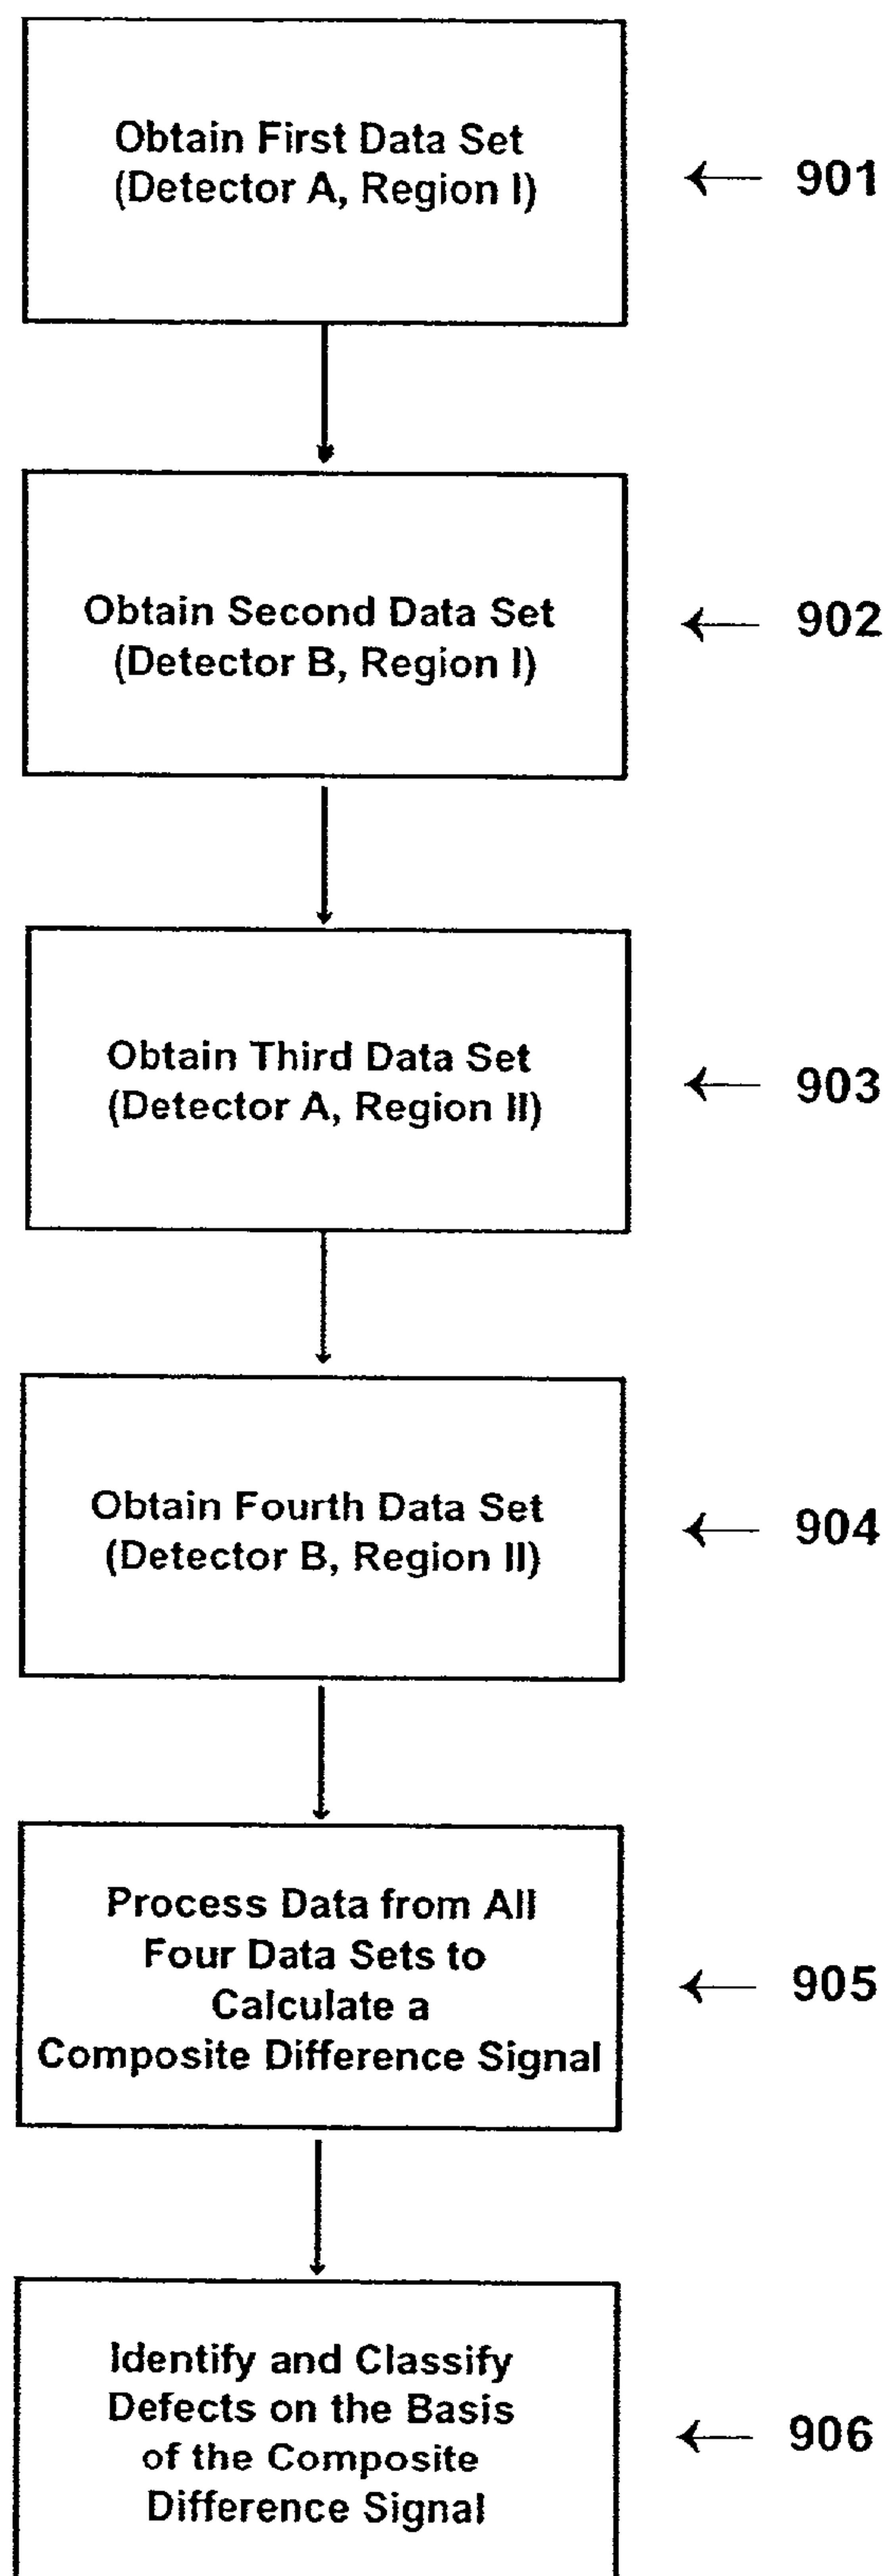 Obtain First Data Set
(Detector A, Region I)
901
Obtain Second Data Set
(Detector B, Region I)
902
Obtain Third Data Set
(Detector A, Region II)
903
Obtain Fourth Data Set
(Detector B, Region II)
904
Process Data from All
Four Data Sets to
Calculate a
Composite Difference Signal
905
Identify and Classify
Defects on the Basis
of the Composite
Difference Signal
906